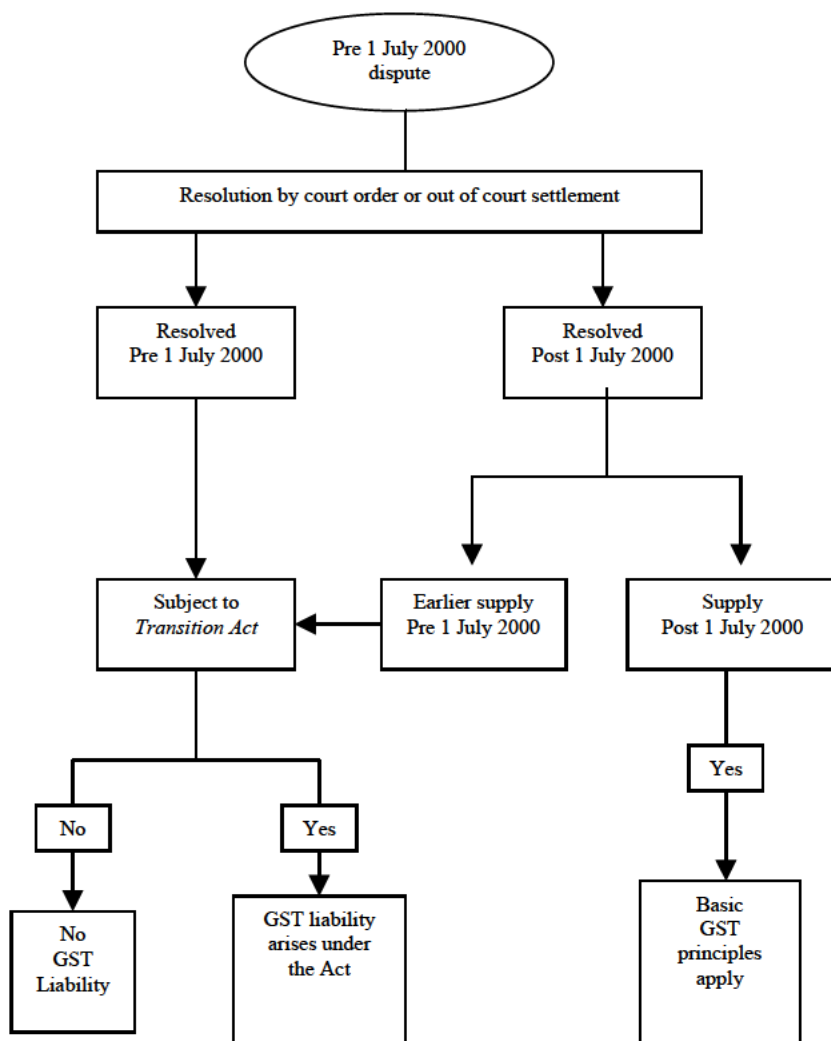 Pre 1 July 2000
dispute
Resolution by court order or out of court settlement
Resolved
Pre 1 July 2000
Resolved
Post 1 July 2000
Subject to
Transition Act
Earlier supply
Pre 1 July 2000
Supply
Post 1 July 2000
Yes
No
Yes
No
GST
Liability
GST liability
arises under
the Act
Basic
GST
principles
apply